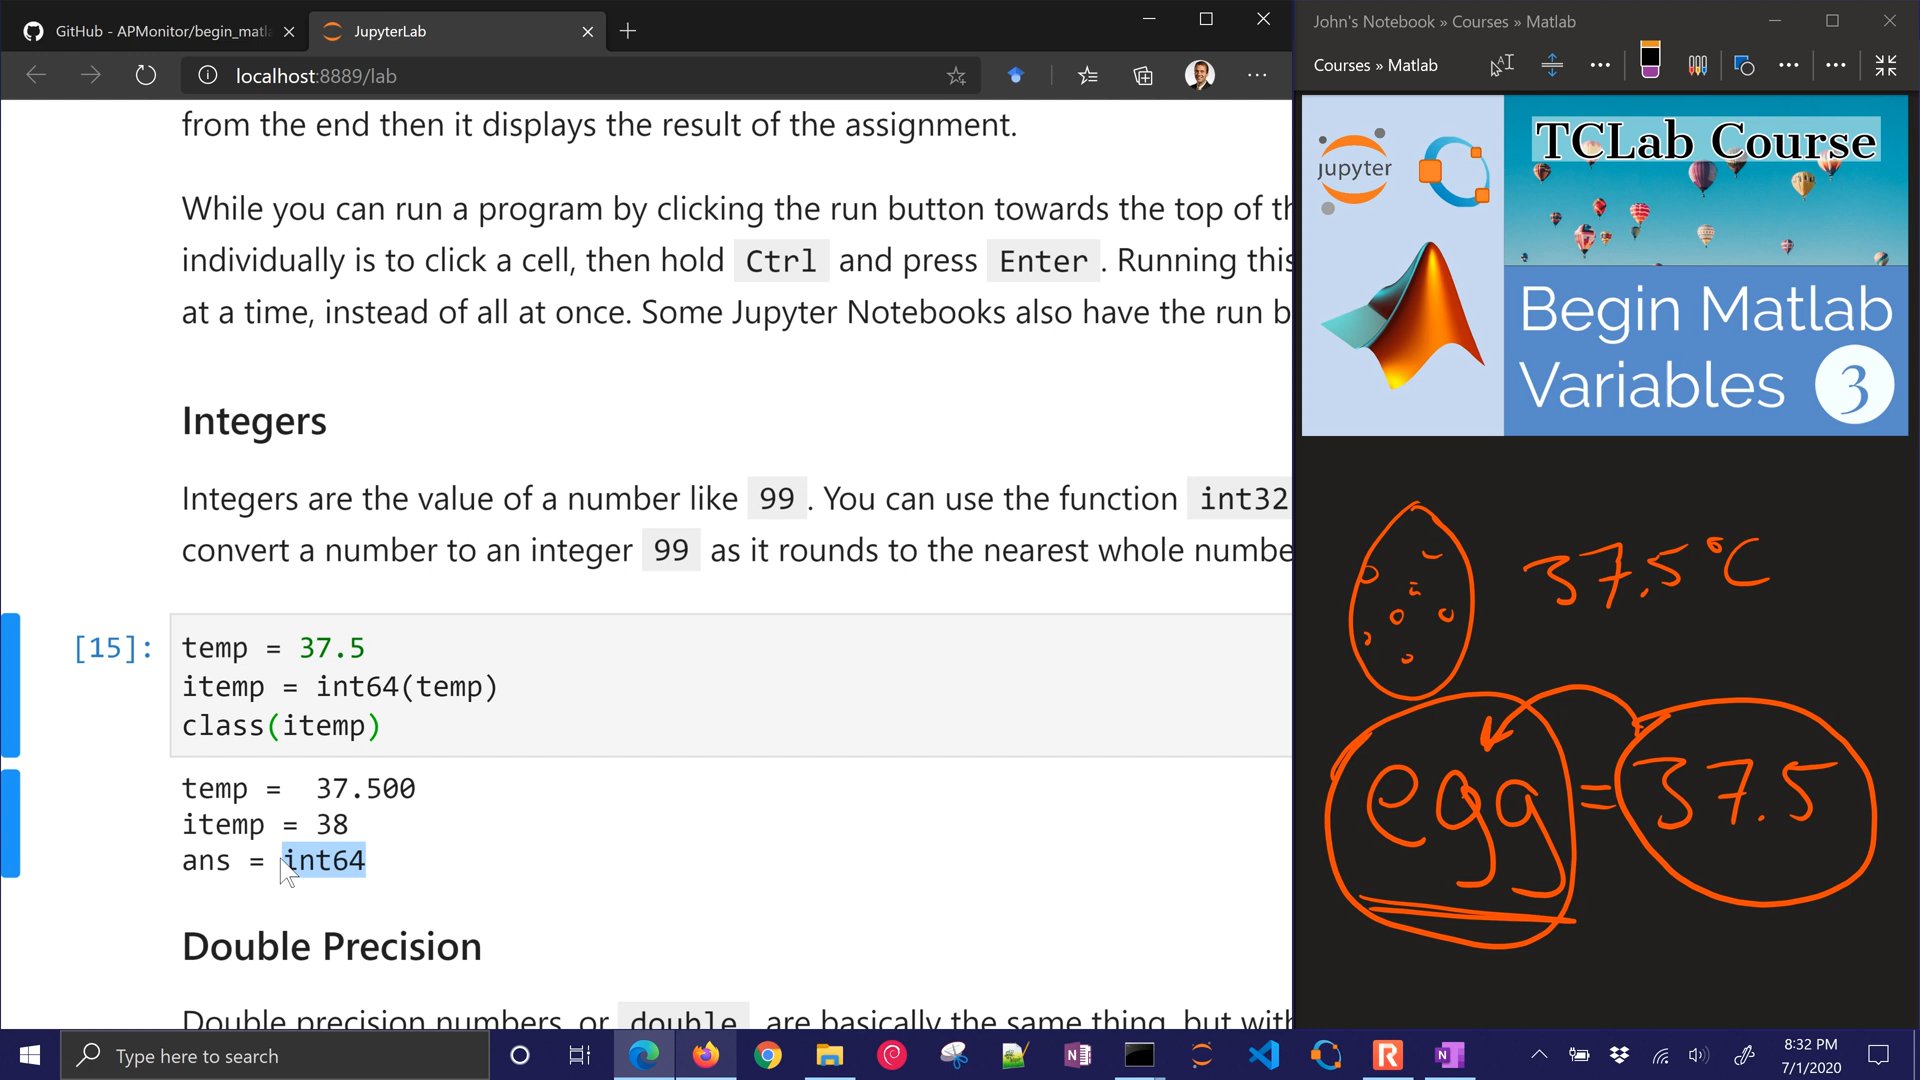 GitHub - APMonitor/begin_matla
JupyterLab
localhost:8889/lab
from the end then it displays the result of the assignment.
While you can run a program by clicking the run button towards the top of th
individually is to click a cell, then hold Ctrl and press Enter. Running this
at a time, instead of all at once. Some Jupyter Notebooks also have the run b
Integers
Integers are the value of a number like 99. You can use the function int32
convert a number to an integer 99 as it rounds to the nearest whole numbe
[15]:
temp = 37.5
itemp = int64(temp)
class(itemp)
temp = 37.500
itemp = 38
ans = int64
Double Precision
Double precision numbers, or double are basically the same thing, but with
John's Notebook » Courses » Matlab
Courses » Matlab
jupyter
TCLab Course
Begin Matlab
Variables 3
37.5 °C
egg = 37.5
Type here to search
8:32 PM
7/1/2020